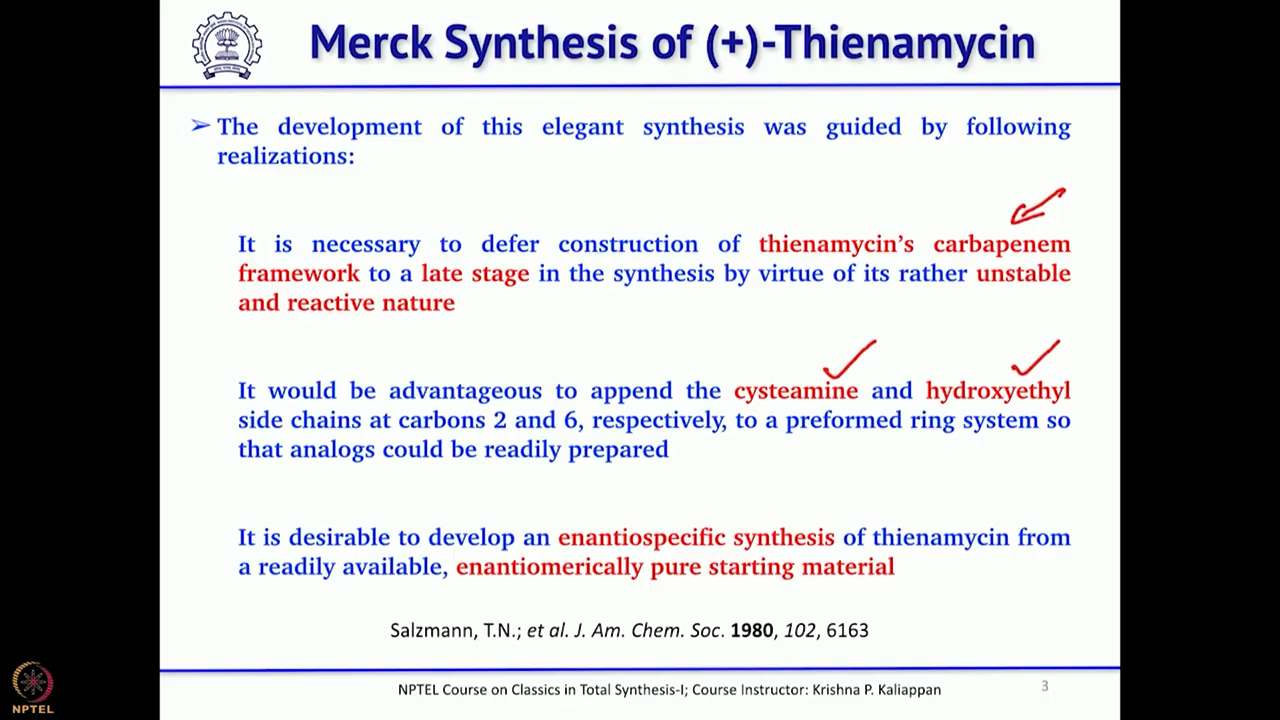 Merck Synthesis of (+)-Thienamycin
➢ The development of this elegant synthesis was guided by following
realizations:
It is necessary to defer construction of thienamycin's carbapenem
framework to a late stage in the synthesis by virtue of its rather unstable
and reactive nature
It would be advantageous to append the cysteamine and hydroxyethyl
side chains at carbons 2 and 6, respectively, to a preformed ring system so
that analogs could be readily prepared
It is desirable to develop an enantiospecific synthesis of thienamycin from
a readily available, enantiomerically pure starting material
Salzmann, T.N.; et al. J. Am. Chem. Soc. 1980, 102, 6163
NPTEL Course on Classics in Total Synthesis-I; Course Instructor: Krishna P. Kaliappan
3
NPTEL